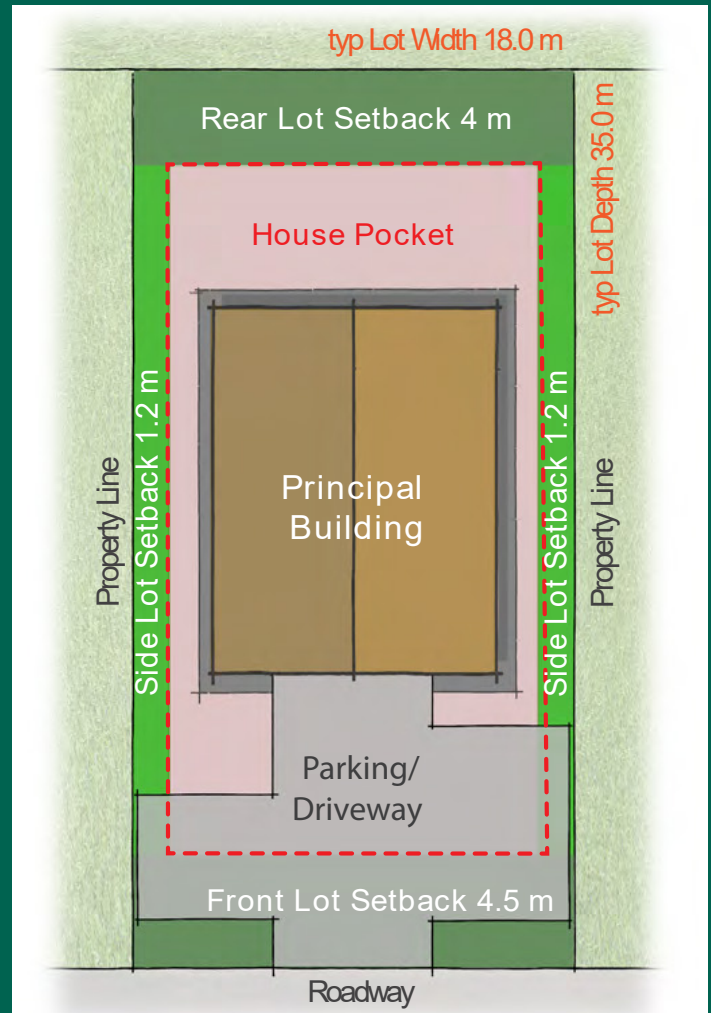 typ Lot Width 18.0 m
Rear Lot Setback 4 m
typ Lot Depth 35.0 m
House Pocket
Side Lot Setback 1.2 m
Side Lot Setback 1.2 m
Property Line
Property Line
Principal
Building
Parking/
Driveway
Front Lot Setback 4.5 m
Roadway